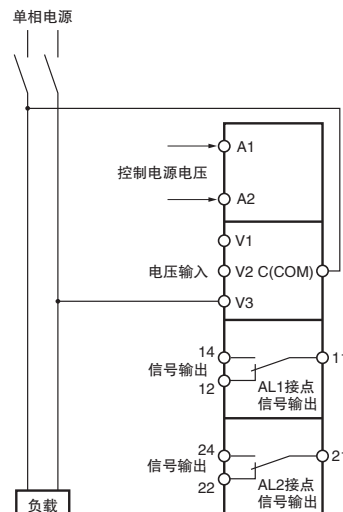 单相电源
A1
控制电源电压
A2
V1
电压输入
V2 C(COM)
V3
14
11
信号输出
12
AL1接点
信号输出
24
21
信号输出
22
AL2接点
信号输出
负载